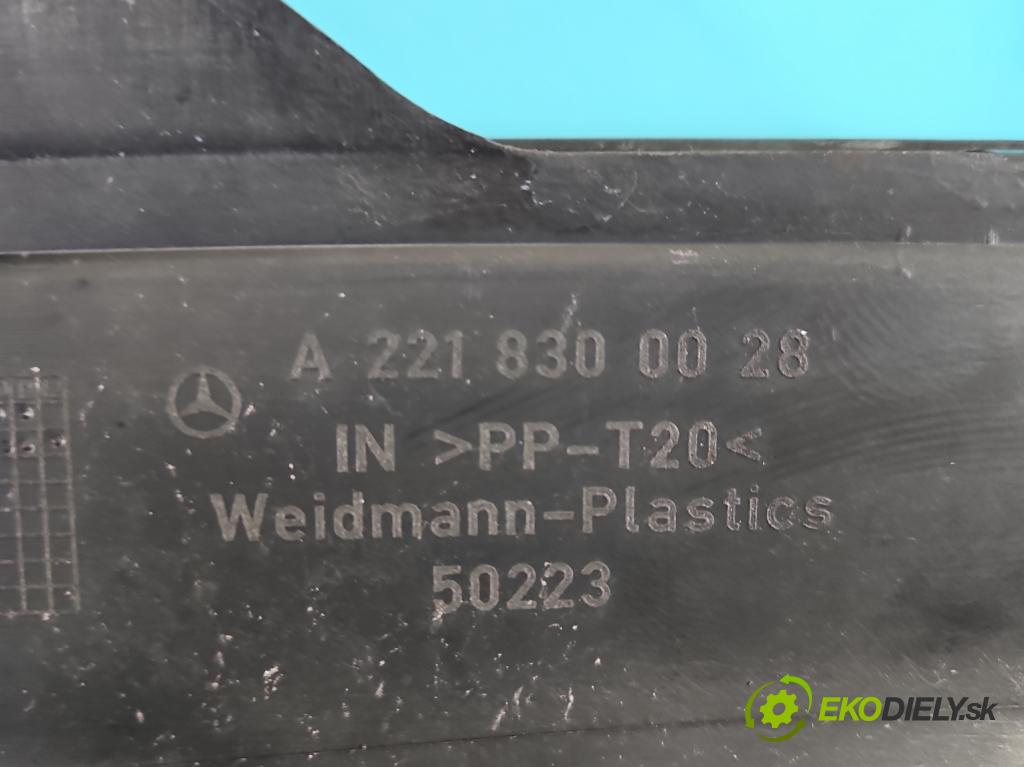 A 221 830 00 28
IN >PP-T20<
Weidmann-Plastics
50223
EKODIELY.sk